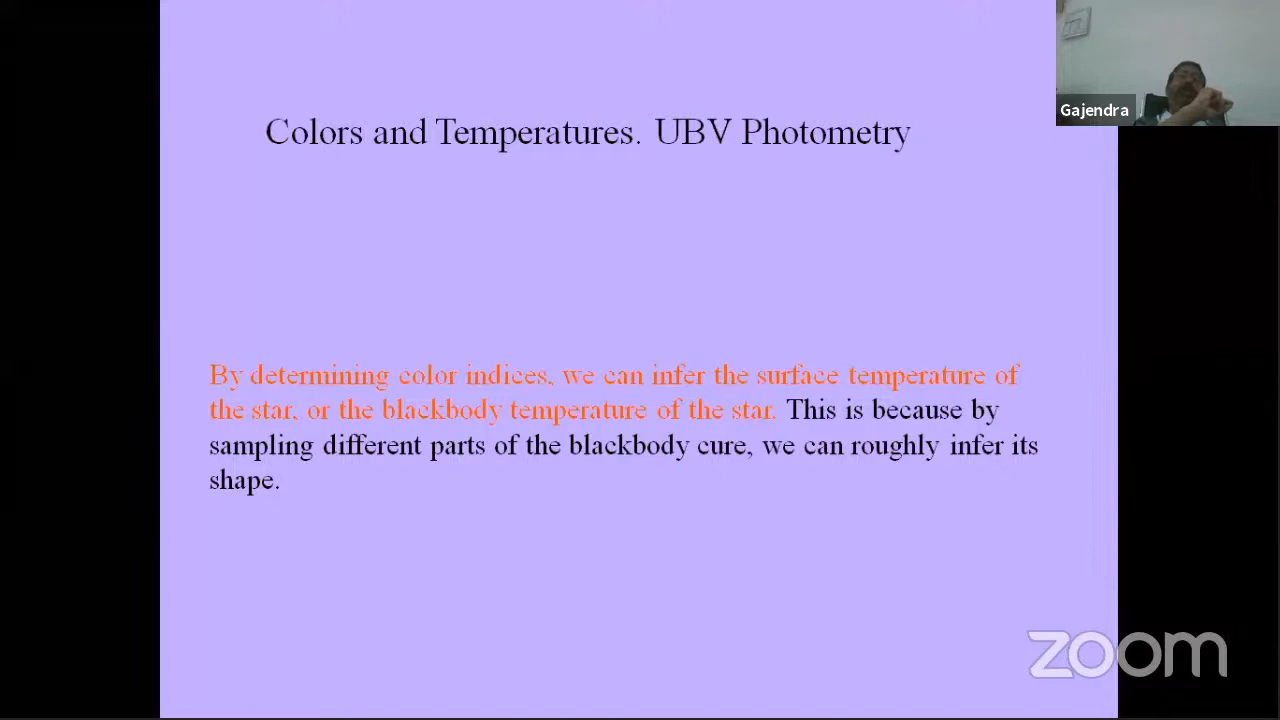 Gajendra
Colors and Temperatures. UBV Photometry
By determining color indices, we can infer the surface temperature of
the star, or the blackbody temperature of the star. This is because by
sampling different parts of the blackbody cure, we can roughly infer its
shape.
zoom